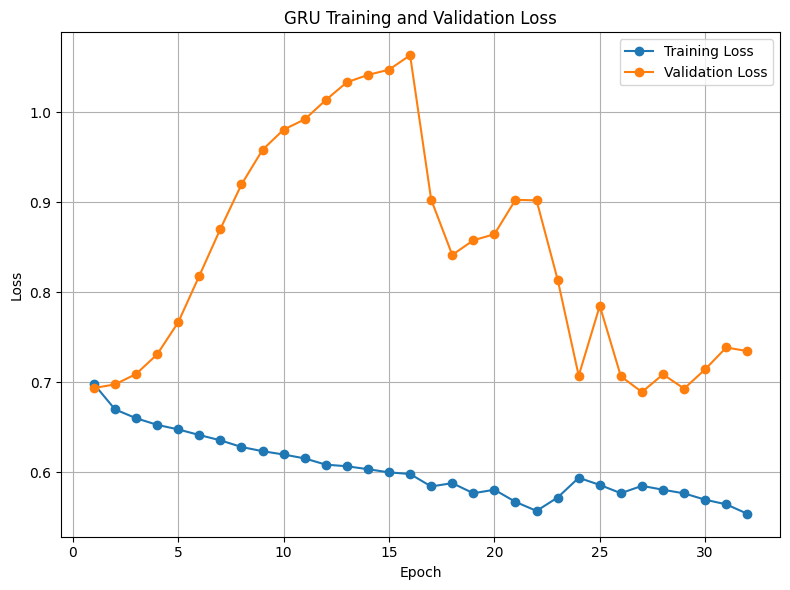 GRU Training and Validation Loss
Training Loss
Validation Loss
1.0
0.9
0.8
0.7
0.6
Loss
0 5 10 15 20 25 30
Epoch